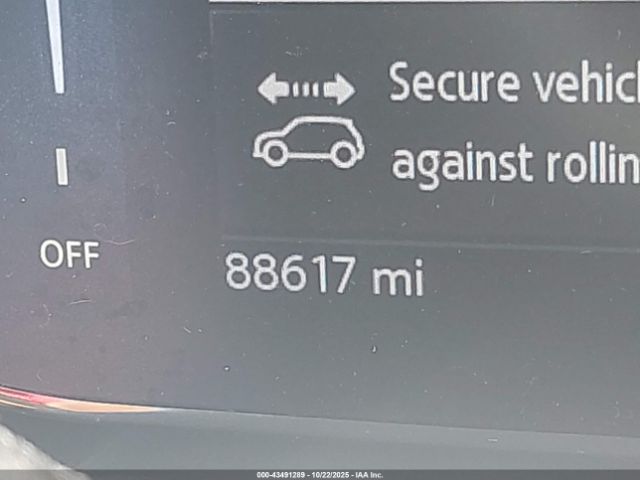 Secure vehic
against rollin
OFF
88617 mi
000-43491289 - 10/22/2025 - IAA Inc.